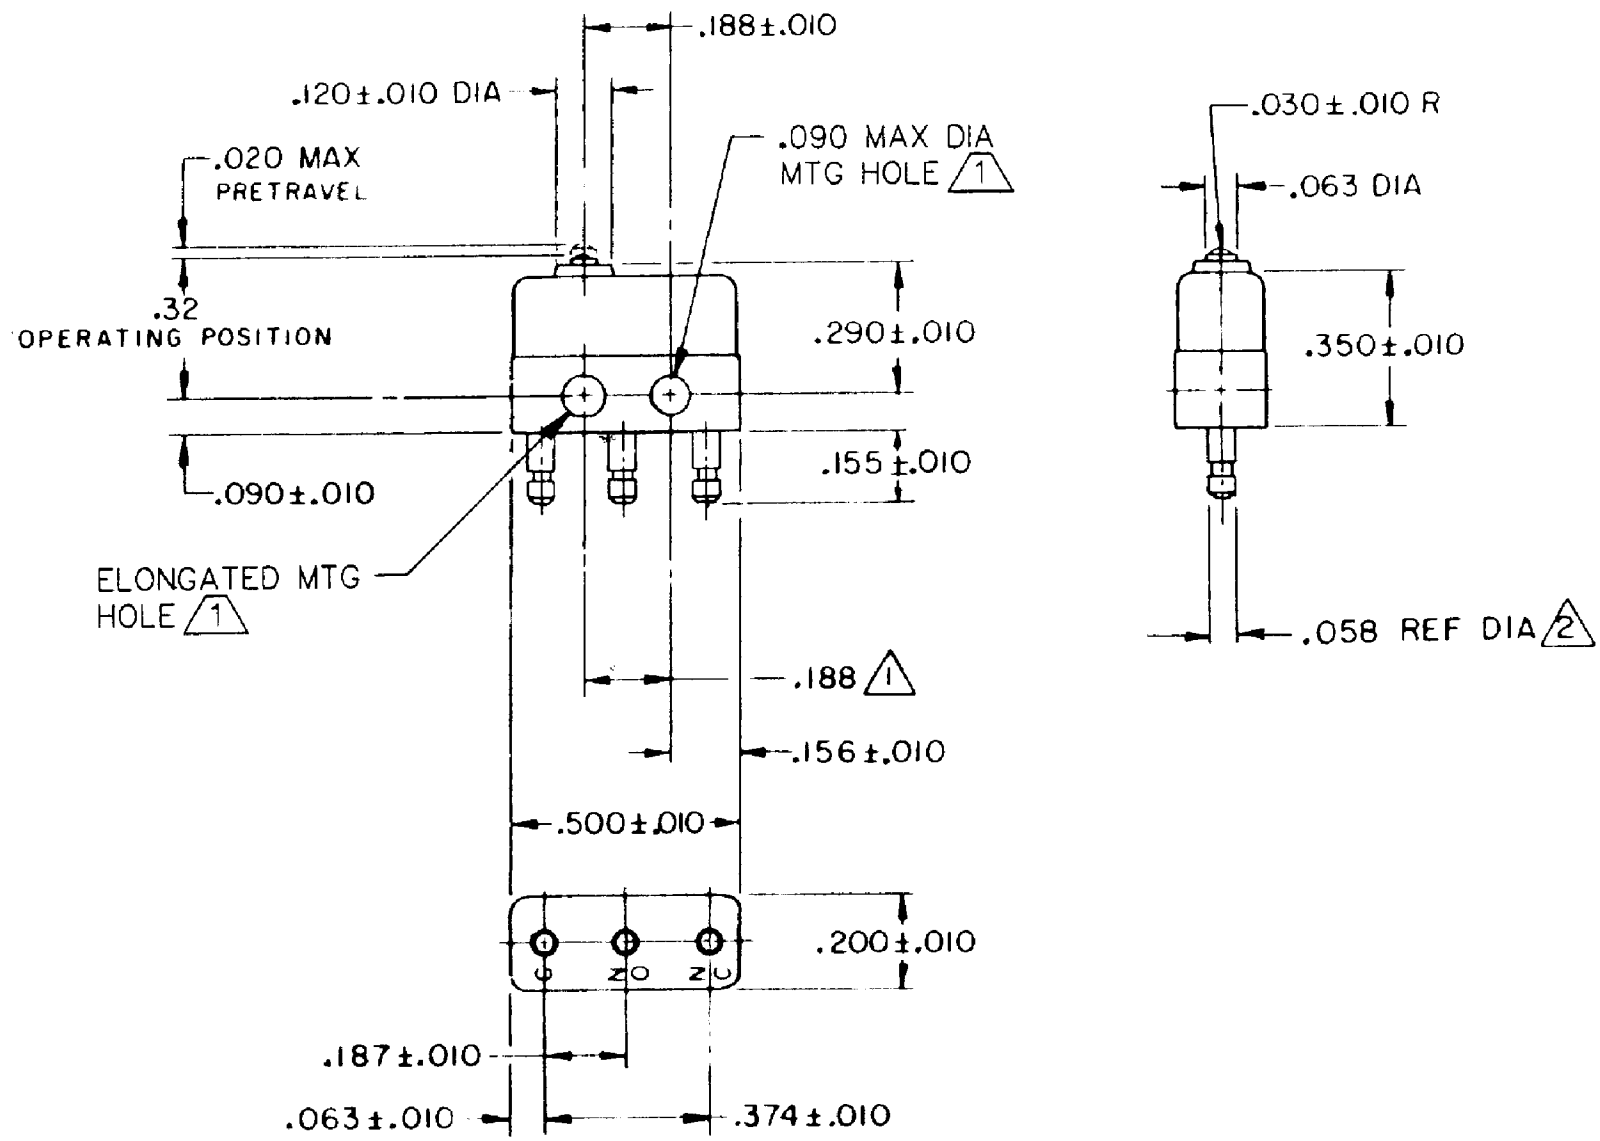 .188±.010
.120±.010 DIA
.030±.010 R
.090 MAX DIA
MTG HOLE 1
.020 MAX
PRETRAVEL
.063 DIA
.32
OPERATING POSITION
.290±.010
.350±.010
.155±.010
.090±.010
ELONGATED MTG
HOLE 1
.058 REF DIA 2
.188 1
.156±.010
.500±.010
.200±.010
C NO NC
.187±.010
.063±.010
.374±.010